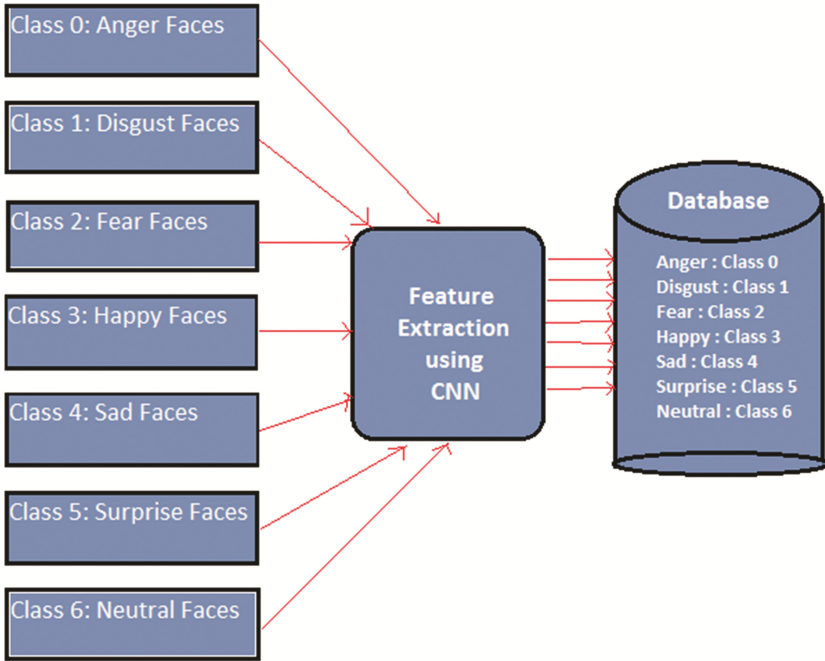 Class 0: Anger Faces
Class 1: Disgust Faces
Class 2: Fear Faces
Class 3: Happy Faces
Class 4: Sad Faces
Class 5: Surprise Faces
Class 6: Neutral Faces
Feature
Extraction
using
CNN
Database
Anger : Class 0
Disgust : Class 1
Fear : Class 2
Happy : Class 3
Sad : Class 4
Surprise : Class 5
Neutral : Class 6